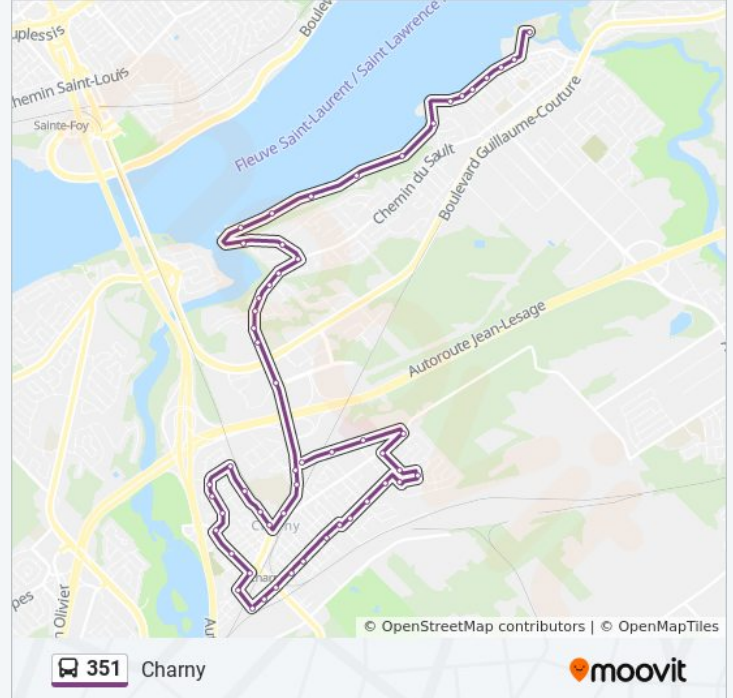 uplessis
Boulev
Fleuve Saint-Laurent / Saint Lawrence
hemin Saint-Louis
Sainte-Foy
Chemin du Sault
Boulevard Guillaume-Couture
Autoroute Jean-Lesage
n Olivier
pes
Au
© OpenStreetMap contributors | © OpenMapTiles
351 Charny
moovit